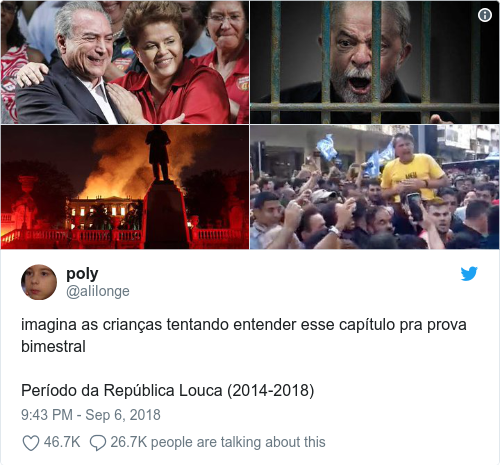 poly
@alilonge
imagina as crianças tentando entender esse capítulo pra prova
bimestral
Período da República Louca (2014-2018)
9:43 PM - Sep 6, 2018
46.7K 26.7K people are talking about this